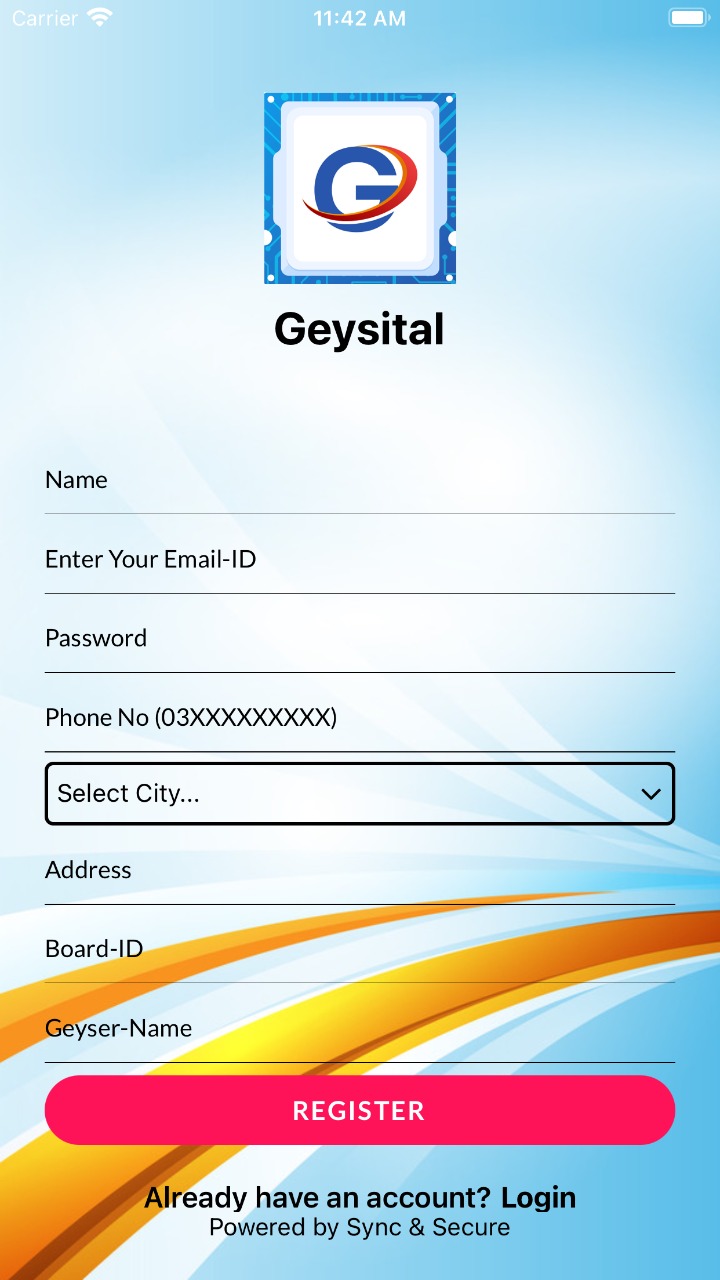 Carrier 11:42 AM
G
Geysital
Name
Enter Your Email-ID
Password
Phone No (03XXXXXXXXX)
Select City...
Address
Board-ID
Geyser-Name
REGISTER
Already have an account? Login
Powered by Sync & Secure